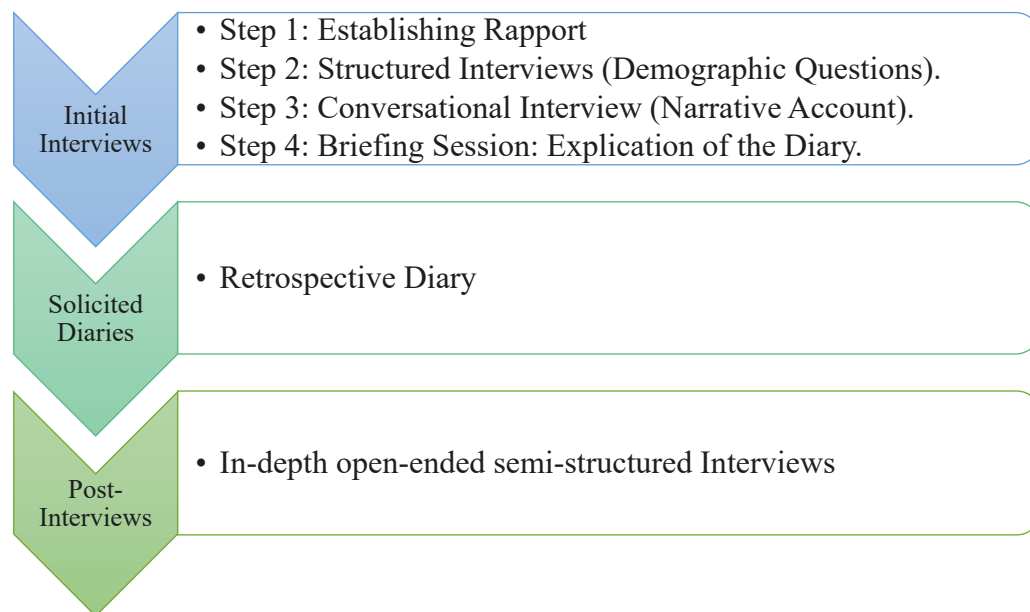 Initial
Interviews
• Step 1: Establishing Rapport
• Step 2: Structured Interviews (Demographic Questions).
• Step 3: Conversational Interview (Narrative Account).
• Step 4: Briefing Session: Explication of the Diary.
Solicited
Diaries
• Retrospective Diary
Post-
Interviews
• In-depth open-ended semi-structured Interviews